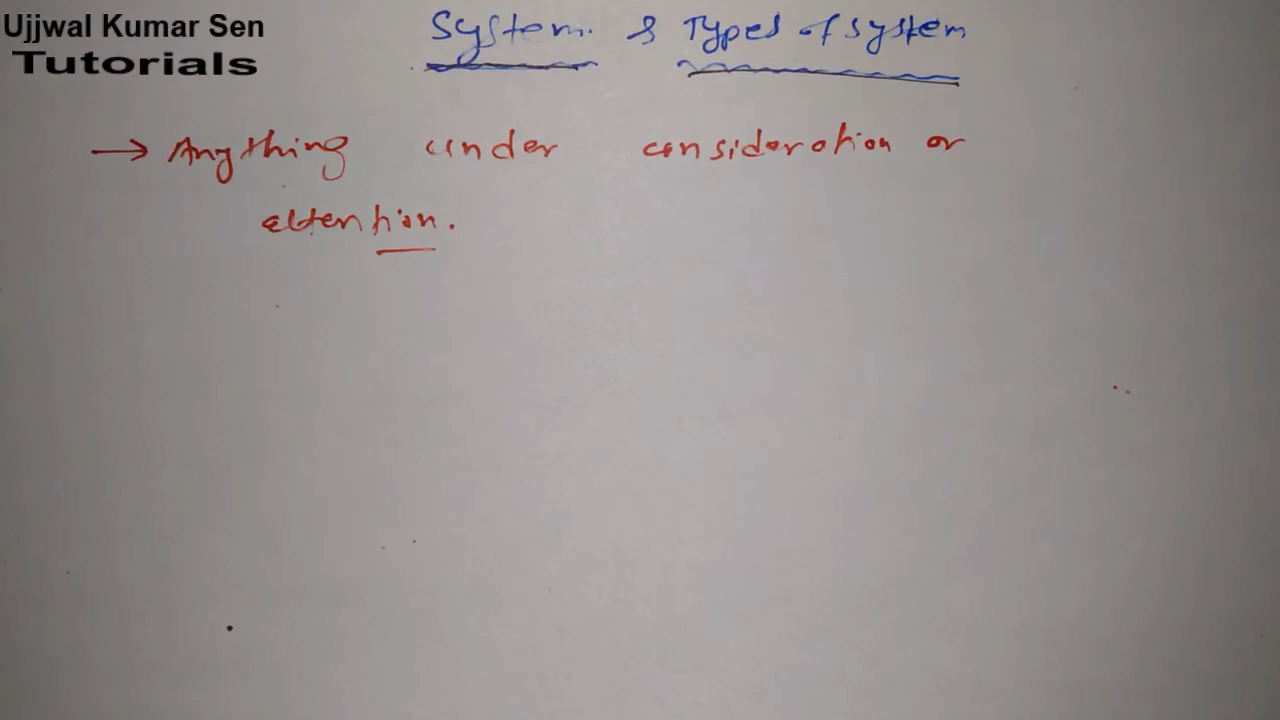 Ujjwal Kumar Sen
Tutorials
System. & Types of system
→ Anything under consideration or
attention.